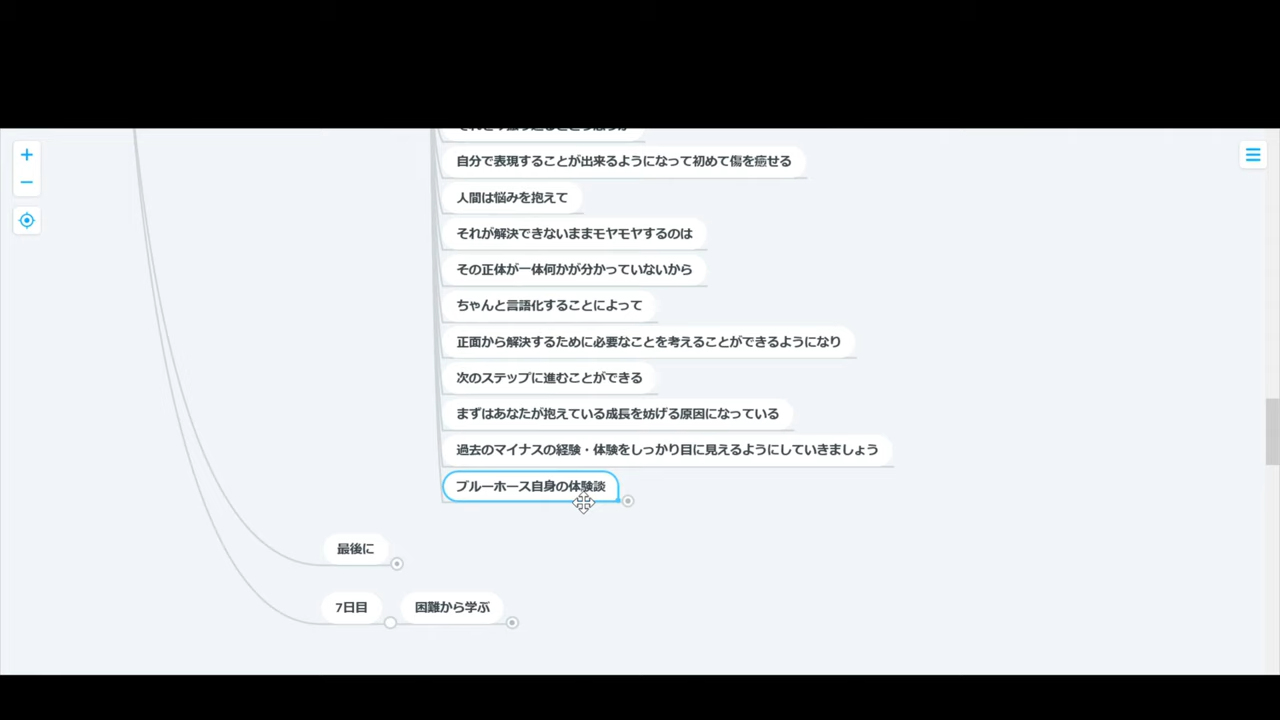 自分で表現することが出来るようになって初めて傷を癒せる
人間は悩みを抱えて
それが解決できないままモヤモヤするのは
その正体が一体何かが分かっていないから
ちゃんと言語化することによって
正面から解決するために必要なことを考えることができるようになり
次のステップに進むことができる
まずはあなたが抱えている成長を妨げる原因になっている
過去のマイナスの経験・体験をしっかり目に見えるようにしていきましょう
ブルーホース自身の体験談
最後に
7日目
困難から学ぶ